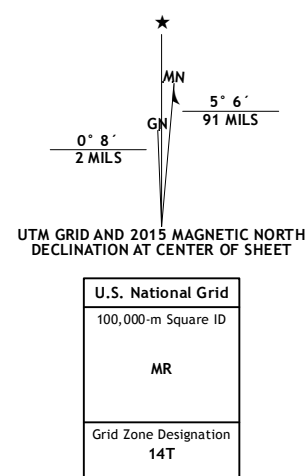 MN
GN
5° 6´
91 MILS
0° 8´
2 MILS
UTM GRID AND 2015 MAGNETIC NORTH
DECLINATION AT CENTER OF SHEET
U.S. National Grid
100,000-m Square ID
MR
Grid Zone Designation
14T